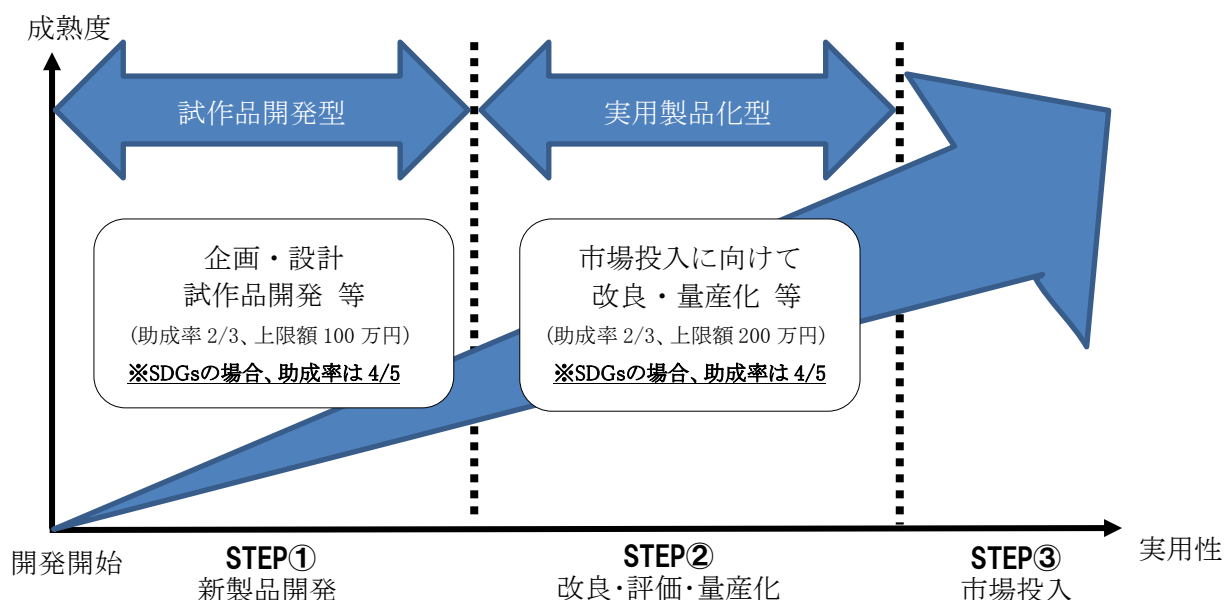 成熟度
試作品開発型
実用製品化型
企画・設計
試作品開発 等
(助成率 2/3、上限額 100 万円)
※SDGsの場合、助成率は 4/5
市場投入に向けて
改良・量産化 等
(助成率 2/3、上限額 200 万円)
※SDGsの場合、助成率は 4/5
開発開始
STEP①
新製品開発
STEP②
改良・評価・量産化
STEP③
市場投入
実用性